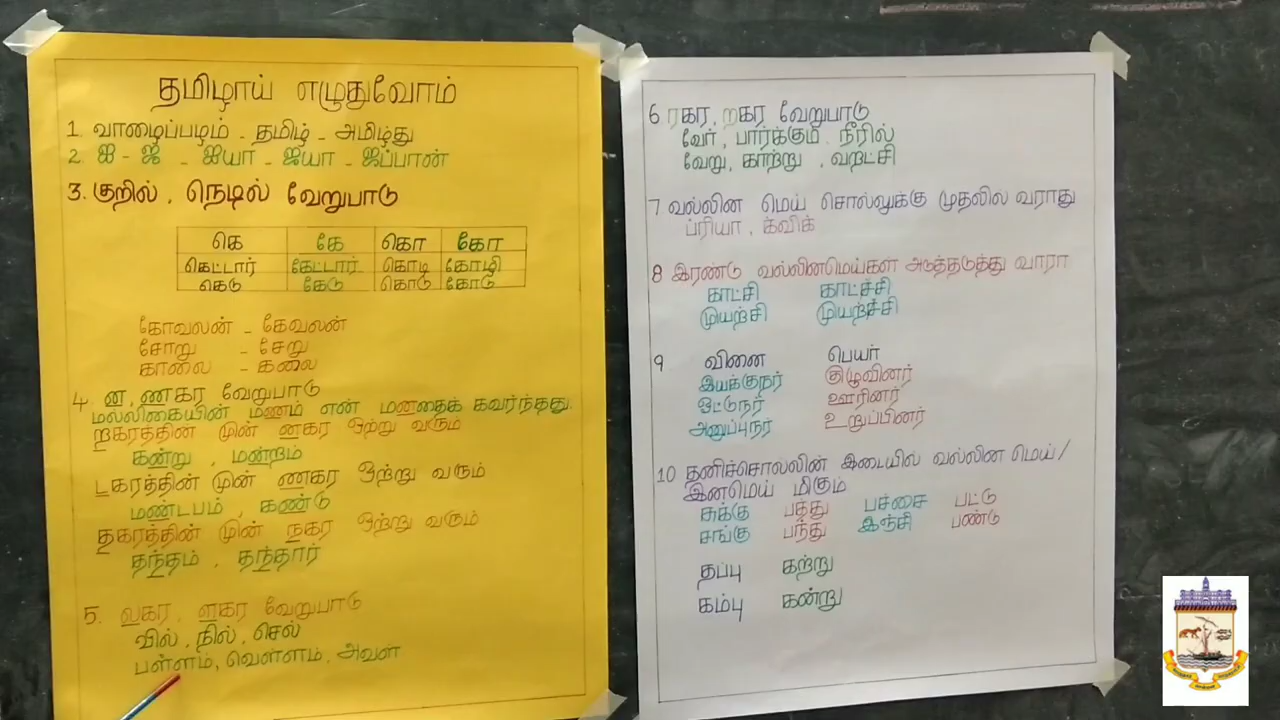 தமிழாய் எழுதுவோம்
1. வாழைப்பழம் - தமிழ் - அமிழ்து
2. ஐ - ஜ் - ஐயா - ஜயா - ஜப்பான்
3. குறில் , நெடில் வேறுபாடு
கெ கே கொ கோ
கெட்டார் கேட்டார் கொடி கோழி
கெடு கேடு கொடு கோடு
கோவலன் - கேவலன்
சோறு - சேறு
காலை - கலை
4. ன , ணகர வேறுபாடு
மல்லிகையின் மணம் என் மனதைக் கவர்ந்தது.
றகரத்தின் முன் னகர ஒற்று வரும்
கன்று , மன்றம்
டகரத்தின் முன் ணகர ஒற்று வரும்
மண்டபம் , கண்டு
தகரத்தின் முன் நகர ஒற்று வரும்
தந்தம் , தந்தார்
5. லகர , ளகர வேறுபாடு
வில் , நில் , செல்
பள்ளம் , வெள்ளம் , அவள்
6 ரகர , றகர வேறுபாடு
வேர் , பார்க்கும் , நீரில்
வேறு , காற்று , வறட்சி
7 வல்லின மெய் சொல்லுக்கு முதலில் வராது
ப்ரியா , க்விக்
8 இரண்டு வல்லினமெய்கள் அடுத்தடுத்து வாரா
காட்சி காட்ச்சி
முயற்சி முயற்ச்சி
9 வினை பெயர்
இயக்குநர் குழுவினர்
ஓட்டுநர் ஊரினர்
அனுப்புநர் உறுப்பினர்
10 தனிச்சொல்லின் இடையில் வல்லின மெய் /
இனமெய் மிகும்
சுக்கு பத்து பச்சை பட்டு
சங்கு பந்து இஞ்சி பண்டு
தப்பு கற்று
கம்பு கன்று